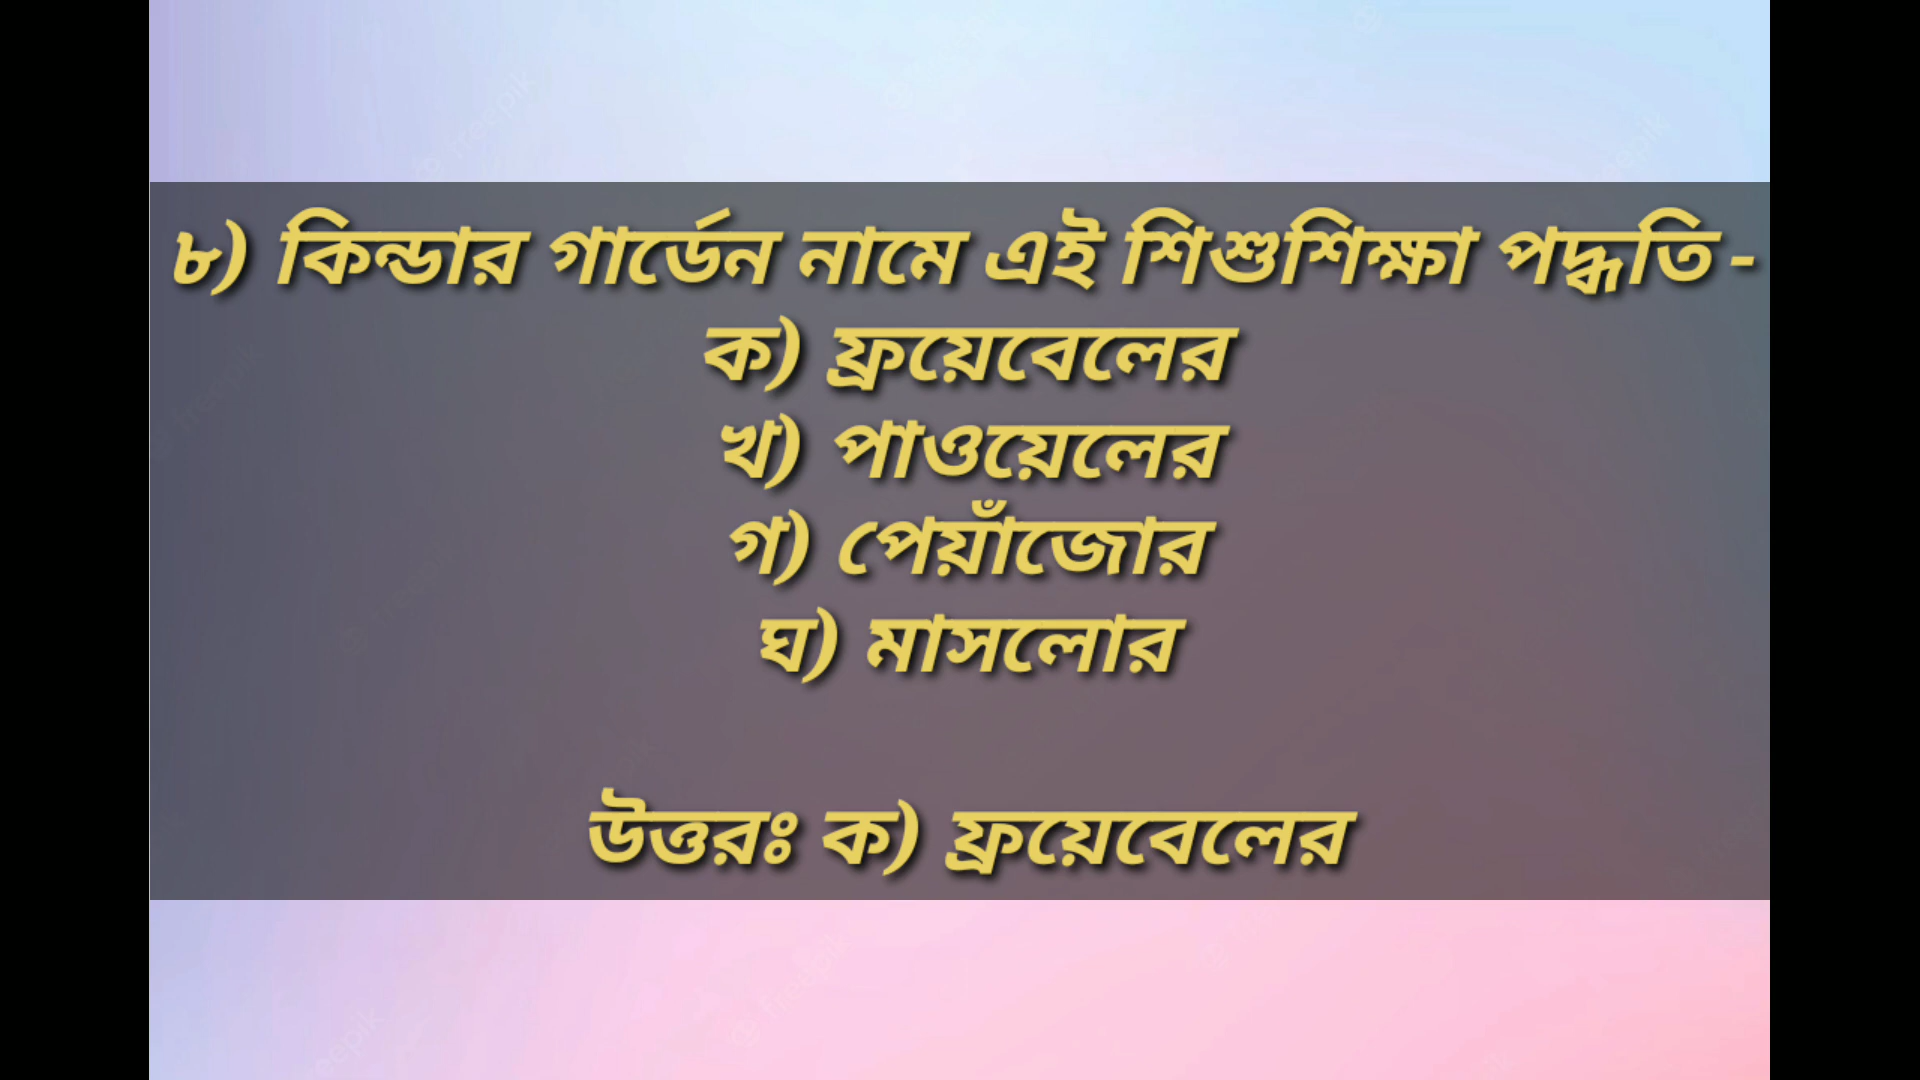 ৮) কিন্ডার গার্ডেন নামে এই শিশুশিক্ষা পদ্ধতি -
ক) ফ্রয়েবেলের
খ) পাওয়েলের
গ) পেয়াঁজোর
ঘ) মাসলোর
উত্তরঃ ক) ফ্রয়েবেলের